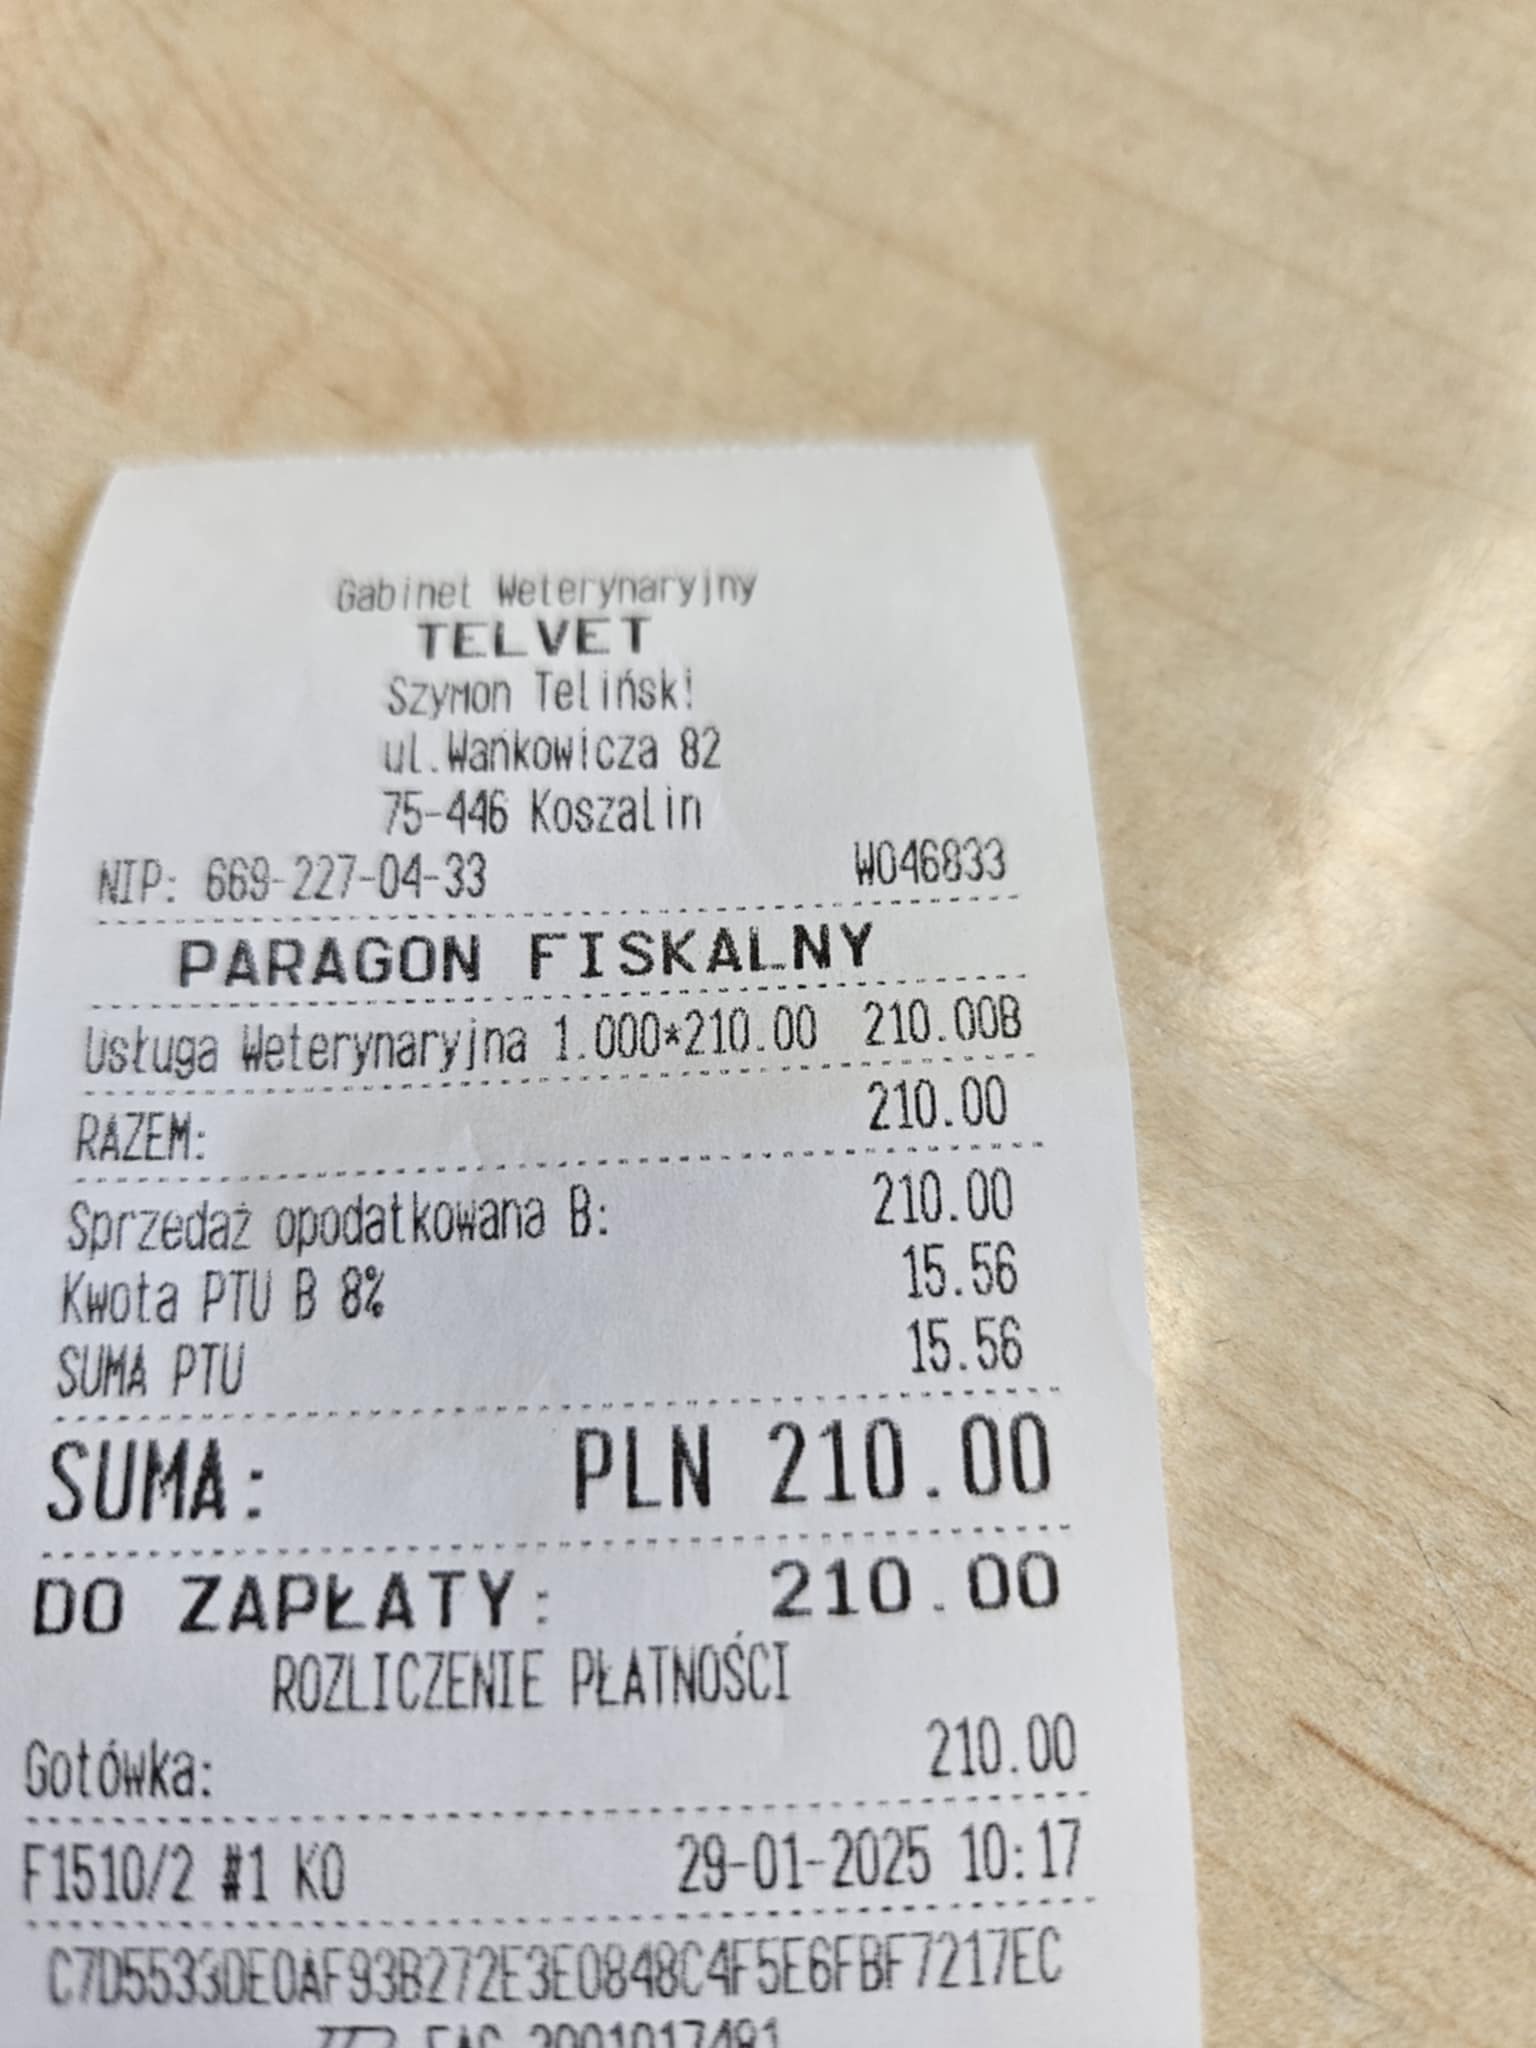 Gabinet Weterynaryjny
TELVET
Szymon Teliński
ul.Wańkowicza 82
75-446 Koszalin
NIP: 669-227-04-33 W046833
PARAGON FISKALNY
Usługa Weterynaryjna 1.000*210.00 210.00B
RAZEM: 210.00
Sprzedaż opodatkowana B: 210.00
Kwota PTU B 8% 15.56
SUMA PTU 15.56
SUMA: PLN 210.00
DO ZAPŁATY: 210.00
ROZLICZENIE PŁATNOŚCI
Gotówka: 210.00
F1510/2 #1 KO 29-01-2025 10:17
C7D5533DE0AF93B272E3E0848C4F5E6FBF7217EC